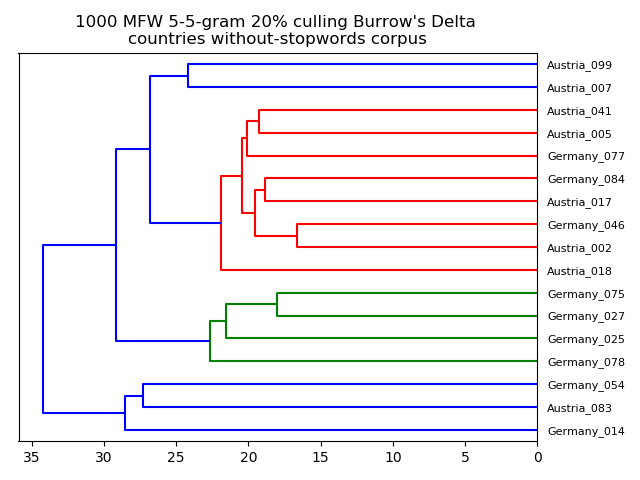 1000 MFW 5-5-gram 20% culling Burrow's Delta
countries without-stopwords corpus
Austria_099
Austria_007
Austria_041
Austria_005
Germany_077
Germany_084
Austria_017
Germany_046
Austria_002
Austria_018
Germany_075
Germany_027
Germany_025
Germany_078
Germany_054
Austria_083
Germany_014
35 30 25 20 15 10 5 0